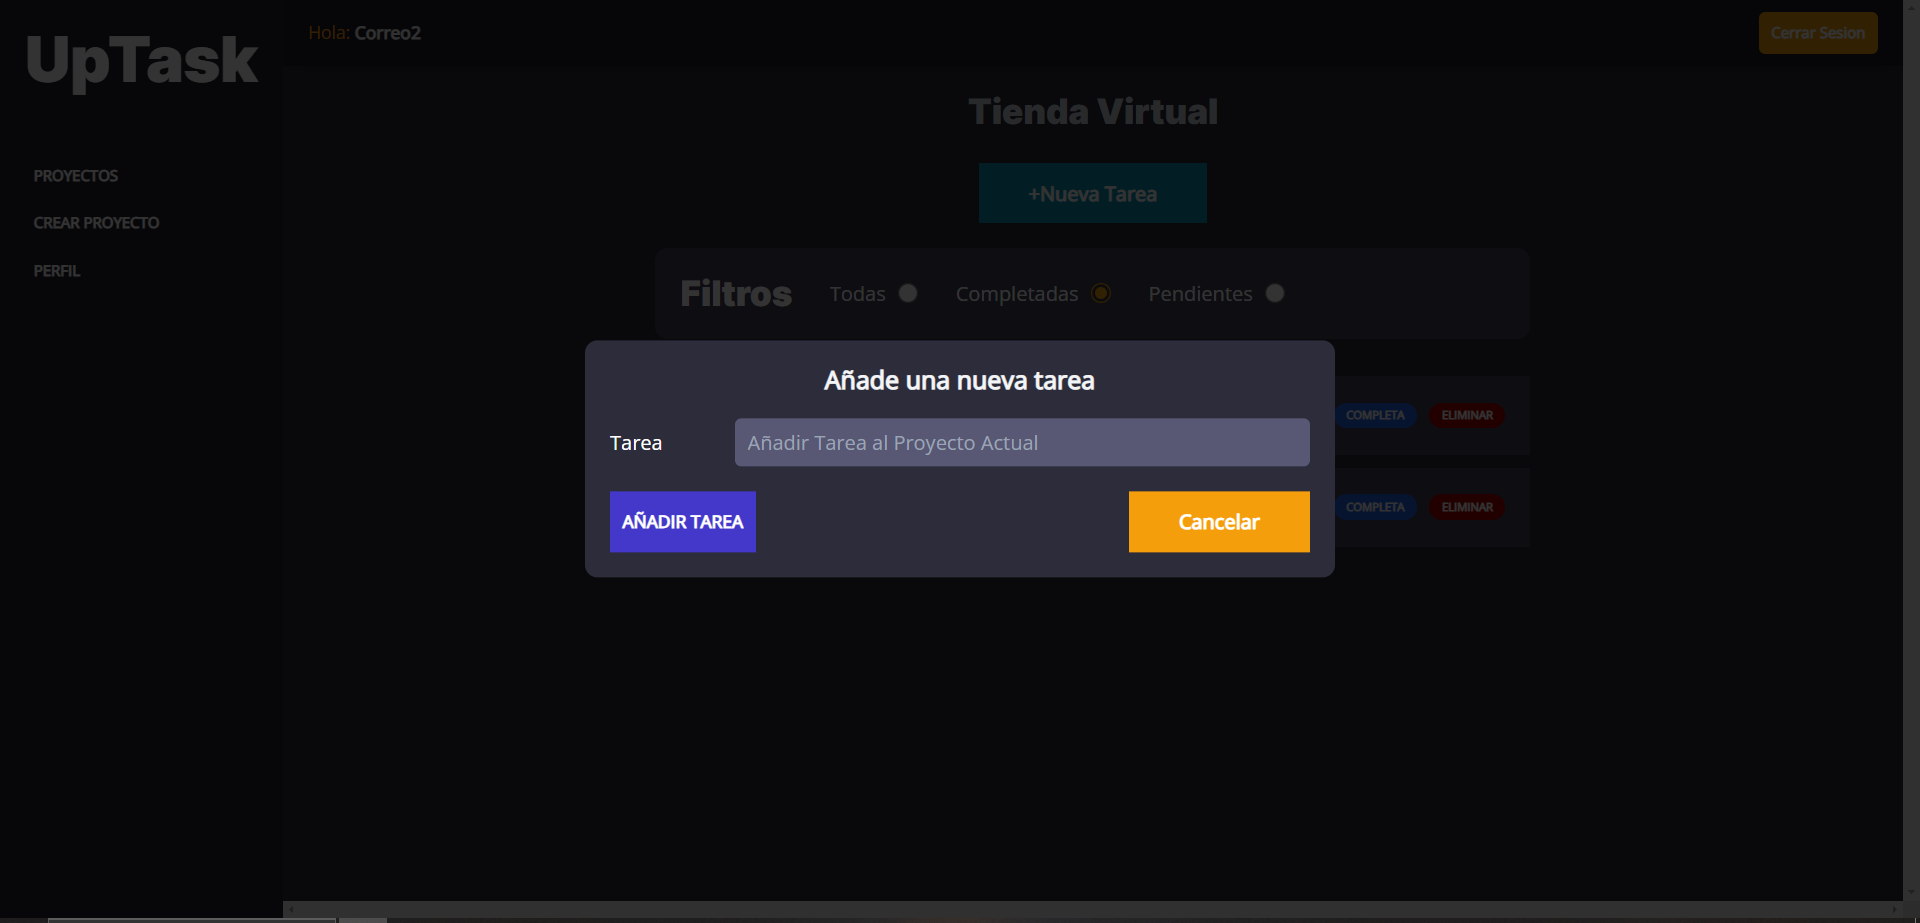 UpTask
PROYECTOS
CREAR PROYECTO
PERFIL
Hola: Correo2
Cerrar Sesion
Tienda Virtual
+Nueva Tarea
Filtros Todas Completadas Pendientes
Añade una nueva tarea
Tarea Añadir Tarea al Proyecto Actual
AÑADIR TAREA Cancelar
COMPLETA ELIMINAR
COMPLETA ELIMINAR